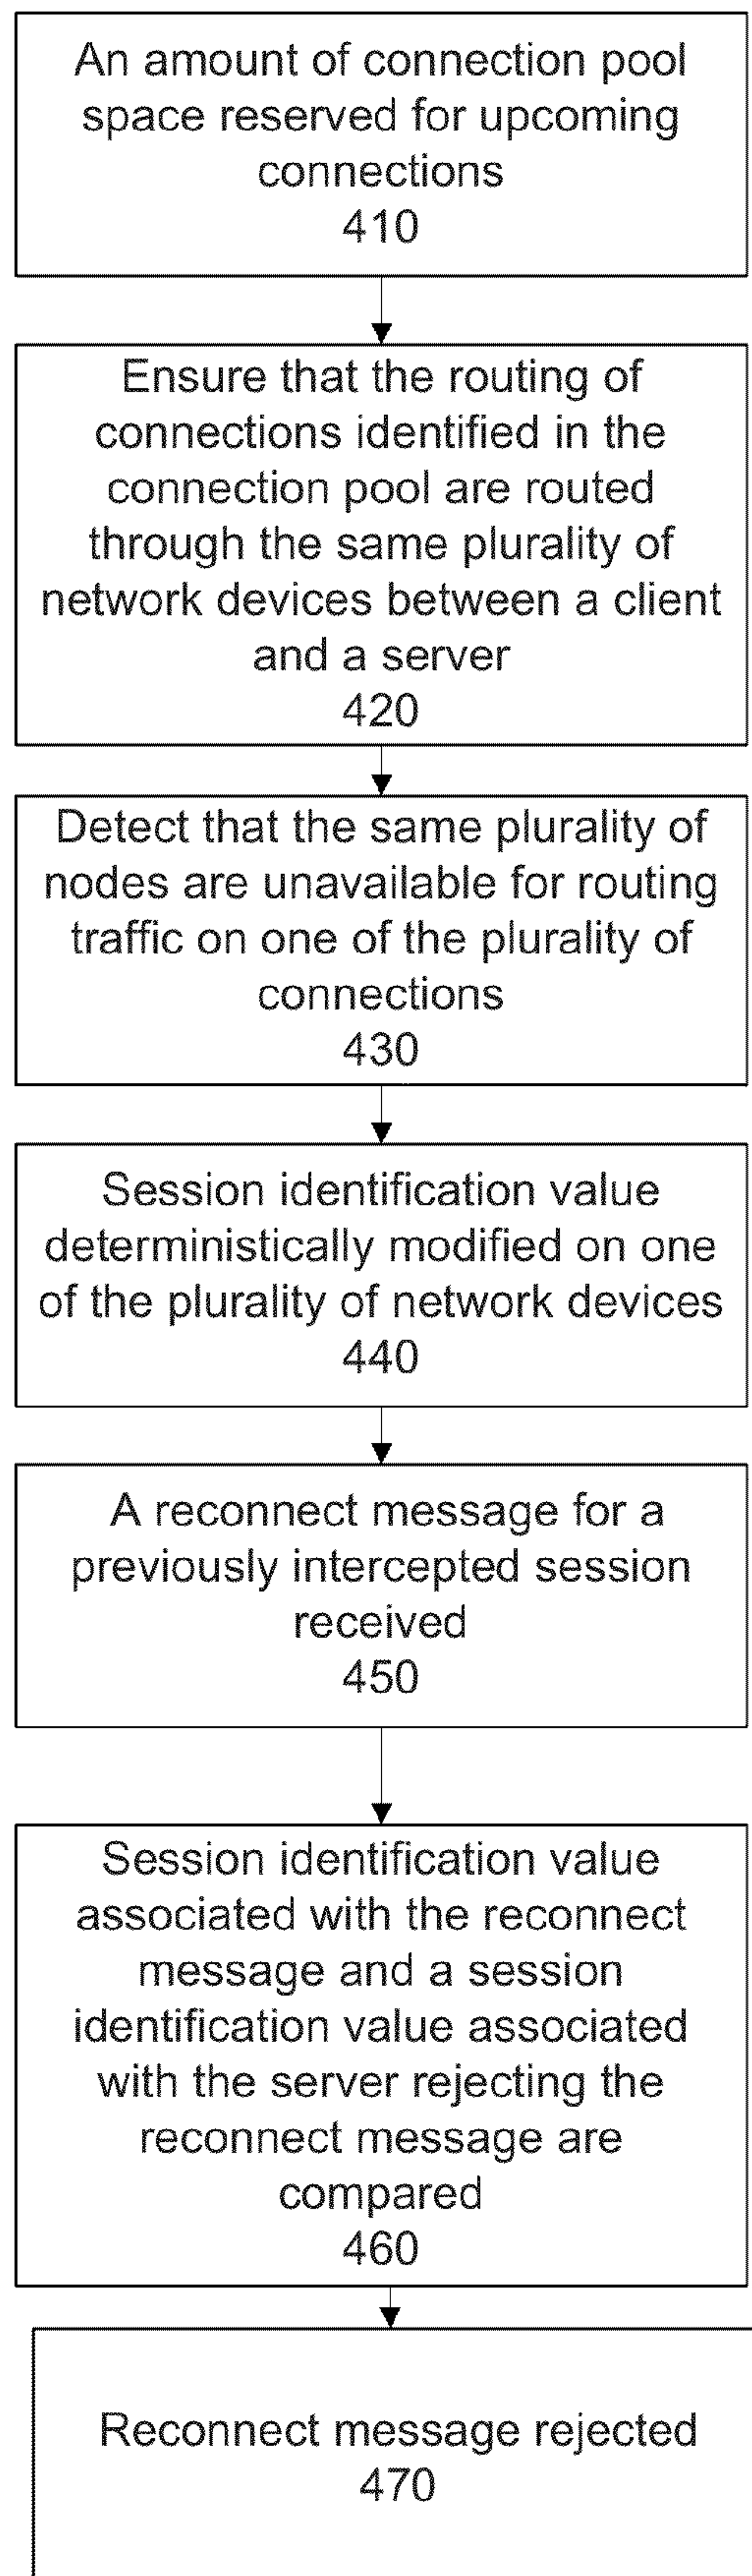 An amount of connection pool
space reserved for upcoming
connections
410
Ensure that the routing of
connections identified in the
connection pool are routed
through the same plurality of
network devices between a client
and a server
420
Detect that the same plurality of
nodes are unavailable for routing
traffic on one of the plurality of
connections
430
Session identification value
deterministically modified on one
of the plurality of network devices
440
A reconnect message for a
previously intercepted session
received
450
Session identification value
associated with the reconnect
message and a session
identification value associated
with the server rejecting the
reconnect message are
compared
460
Reconnect message rejected
470